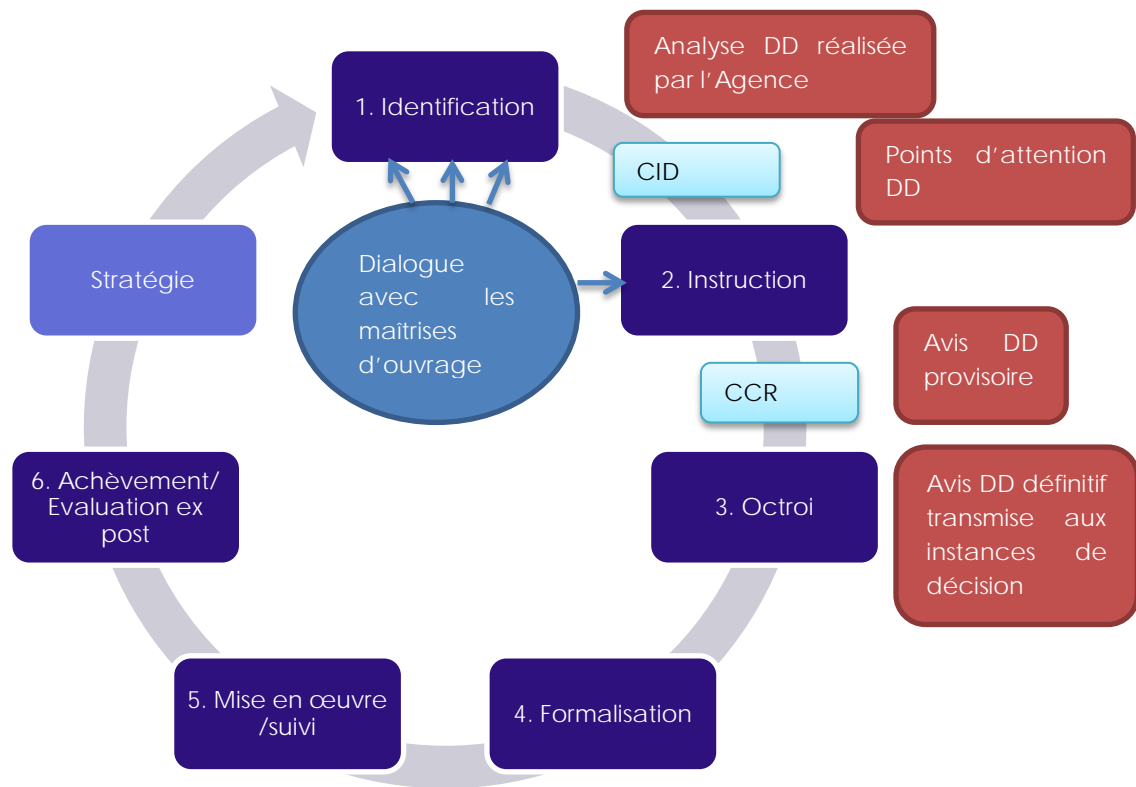 Analyse DD réalisée
par l’Agence
1. Identification
Points d’attention
DD
CID
Dialogue
avec les
maîtrises
d’ouvrage
Stratégie
2. Instruction
Avis DD
provisoire
CCR
3. Octroi
Avis DD définitif
transmise aux
instances de
décision
6. Achèvement/
Evaluation ex
post
5. Mise en œuvre
/suivi
4. Formalisation